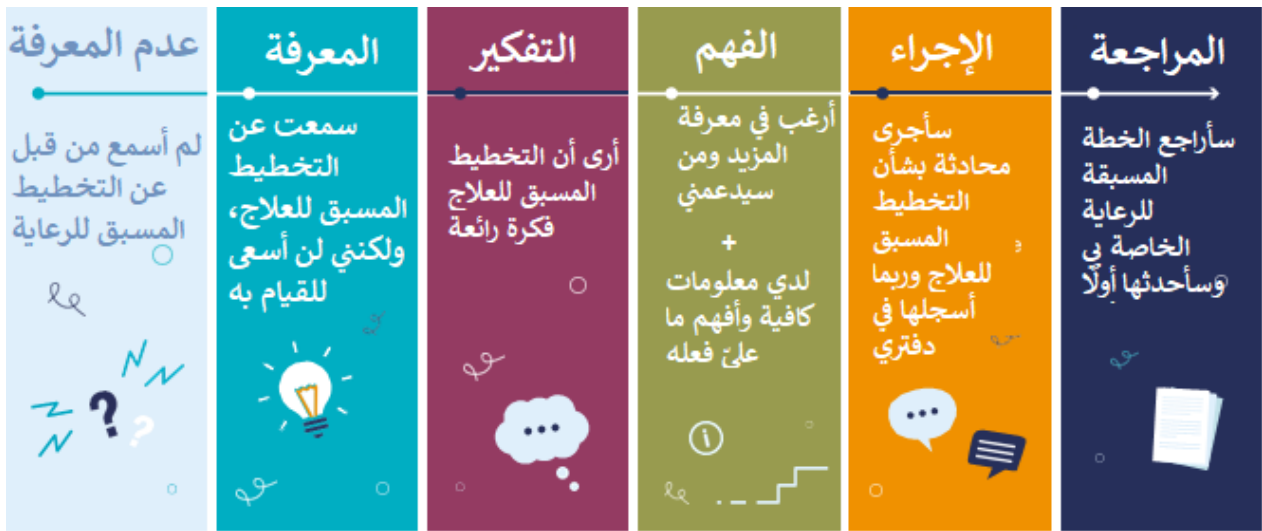 عدم المعرفة
لم أسمع من قبل
عن التخطيط
المسبق للرعاية
المعرفة
سمعت عن
التخطيط
المسبق للعلاج،
ولكنني لن أسعى
للقيام به
التفكير
أرى أن التخطيط
المسبق للعلاج
فكرة رائعة
الفهم
أرغب في معرفة
المزيد ومن
سيدعمني
+
لدي معلومات
كافية وأفهم ما
عليّ فعله
الإجراء
سأجرى
محادثة بشأن
التخطيط
المسبق
للعلاج وربما
أسجلها في
دفتري
المراجعة
سأراجع الخطة
المسبقة
للرعاية
الخاصة بي
وسأحدثها أولًا